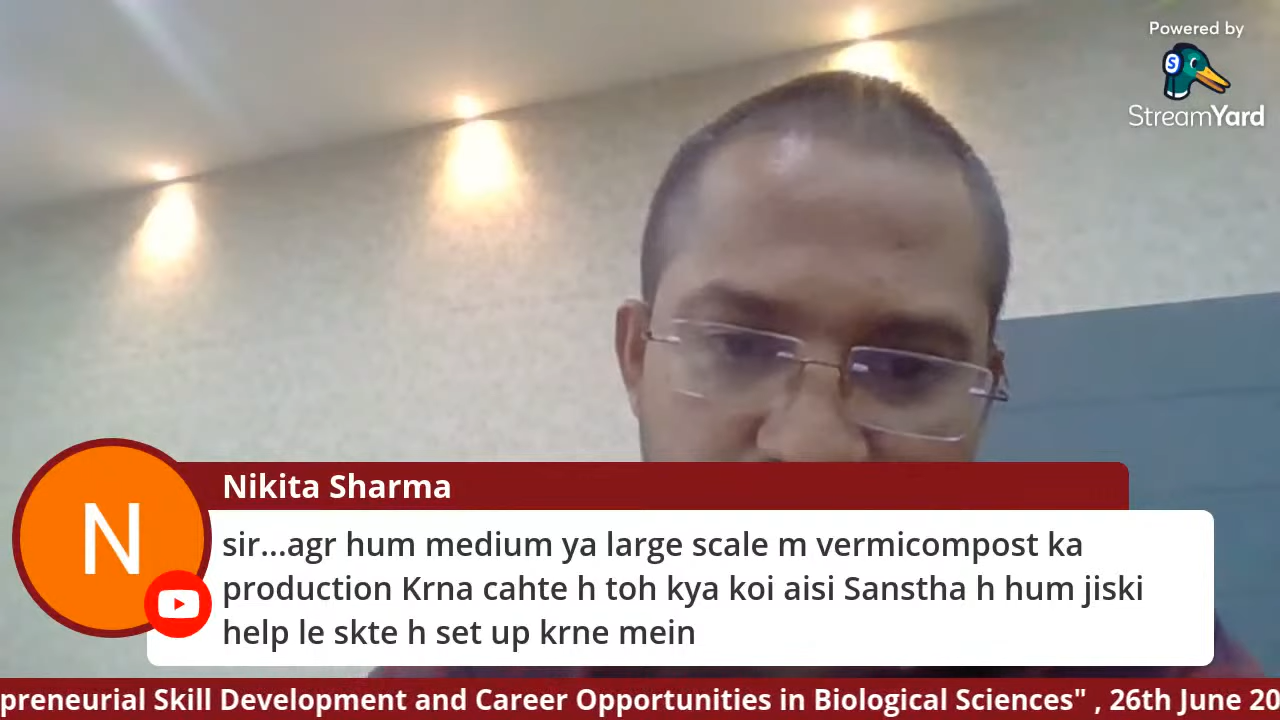 Powered by
StreamYard
N
Nikita Sharma
sir...agr hum medium ya large scale m vermicompost ka
production Krna cahte h toh kya koi aisi Sanstha h hum jiski
help le skte h set up krne mein
preneurial Skill Development and Career Opportunities in Biological Sciences" , 26th June 20